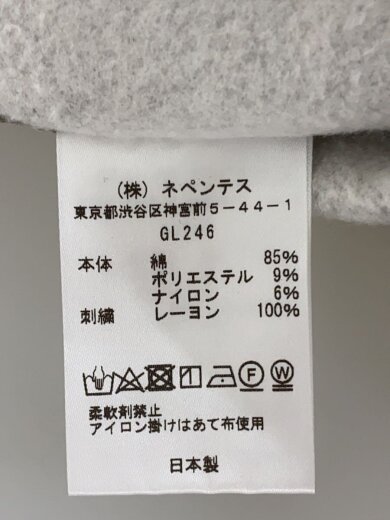 (株) ネペンテス
東京都渋谷区神宮前5-44-1
GL246
本体 綿 85%
ポリエステル 9%
ナイロン 6%
刺繍 レーヨン 100%
F W
柔軟剤禁止
アイロン掛けはあて布使用
日本製